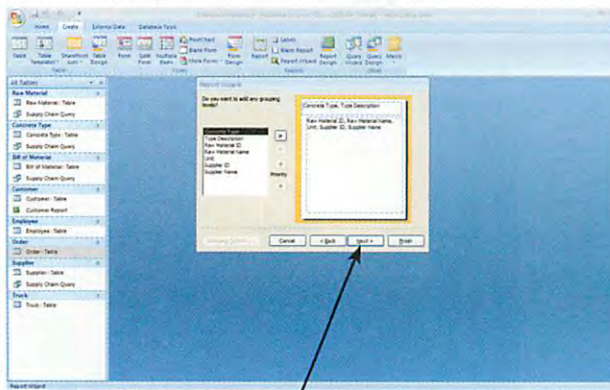 Home Create External Data Database Tools
Table Table Templates SharePoint Lists Table Design Form Split Form Multiple Items PivotChart Blank Form More Forms Form Design Report Labels Blank Report Report Wizard Report Design Query Wizard Query Design Macro
Tables Forms Reports Other
All Tables
Raw Material
Raw Material : Table
Supply Chain Query
Concrete Type
Concrete Type : Table
Supply Chain Query
Bill of Material
Bill of Material : Table
Supply Chain Query
Customer
Customer : Table
Customer Report
Employee
Employee : Table
Order
Order : Table
Supplier
Supplier : Table
Supply Chain Query
Truck
Truck : Table
Report Wizard
Report Wizard
Do you want to add any grouping
levels?
Concrete Type
Type Description
Raw Material ID
Raw Material Name
Unit
Supplier ID
Supplier Name
>
Priority
Concrete Type, Type Description
Raw Material ID, Raw Material Name,
Unit, Supplier ID, Supplier Name
Cancel < Back Next > Finish